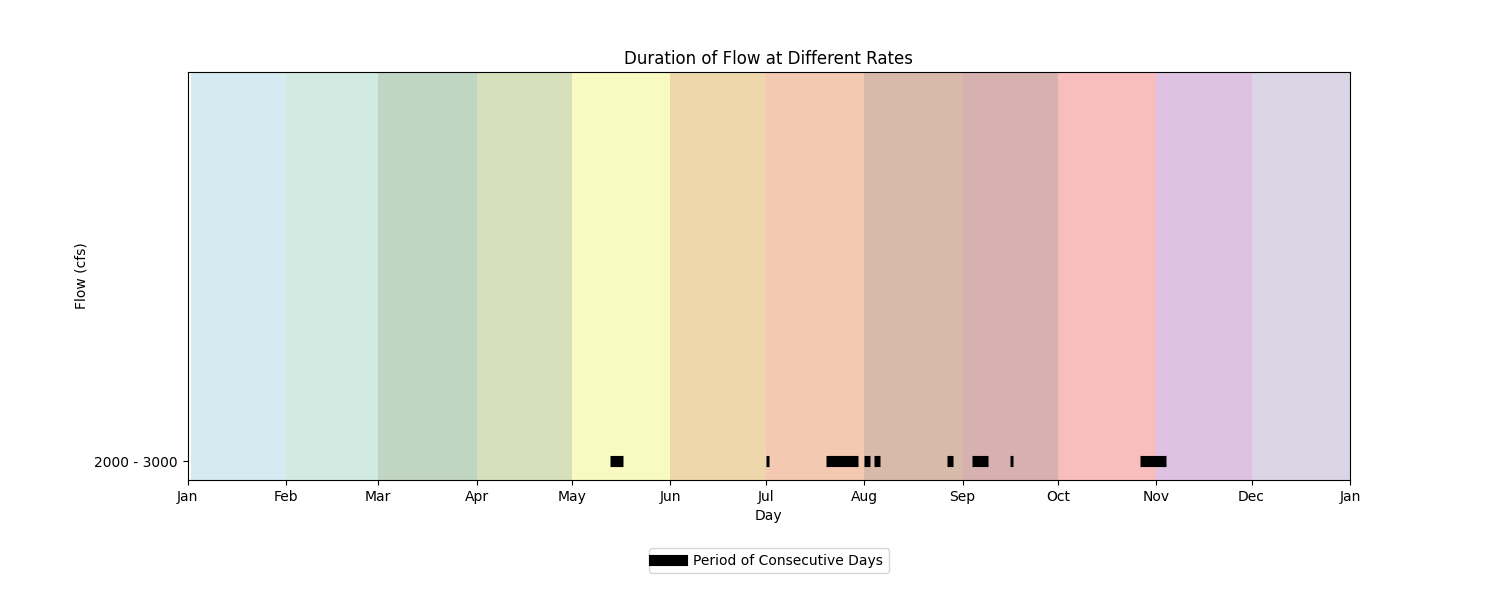 Duration of Flow at Different Rates
Flow (cfs)
2000 - 3000
Jan Feb Mar Apr May Jun Jul Aug Sep Oct Nov Dec Jan
Day
Period of Consecutive Days